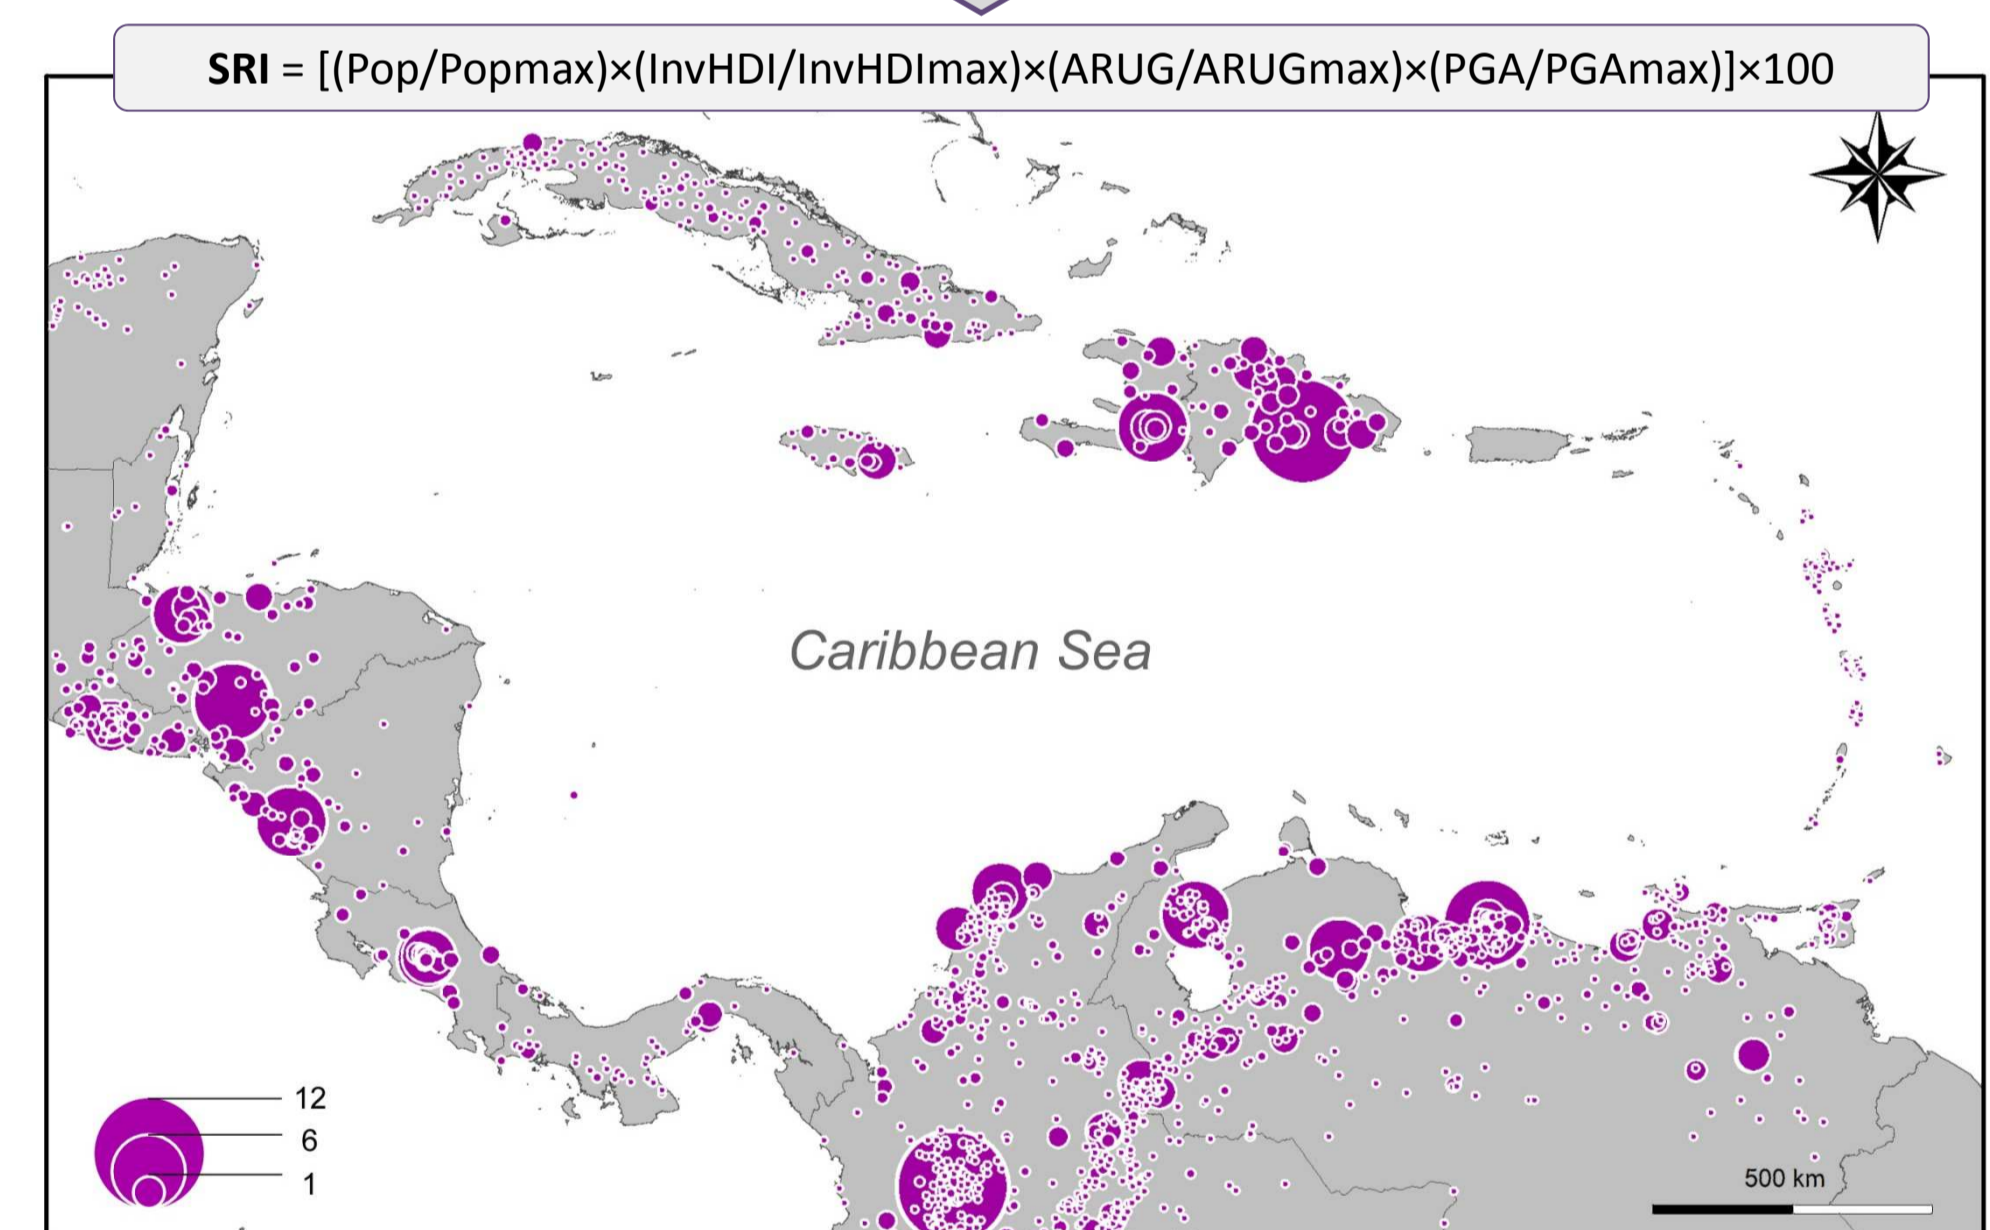 SRI = [(Pop/Popmax)×(InvHDI/InvHDImax)×(ARUG/ARUGmax)×(PGA/PGAmax)]×100
Caribbean Sea
12
6
1
500 km